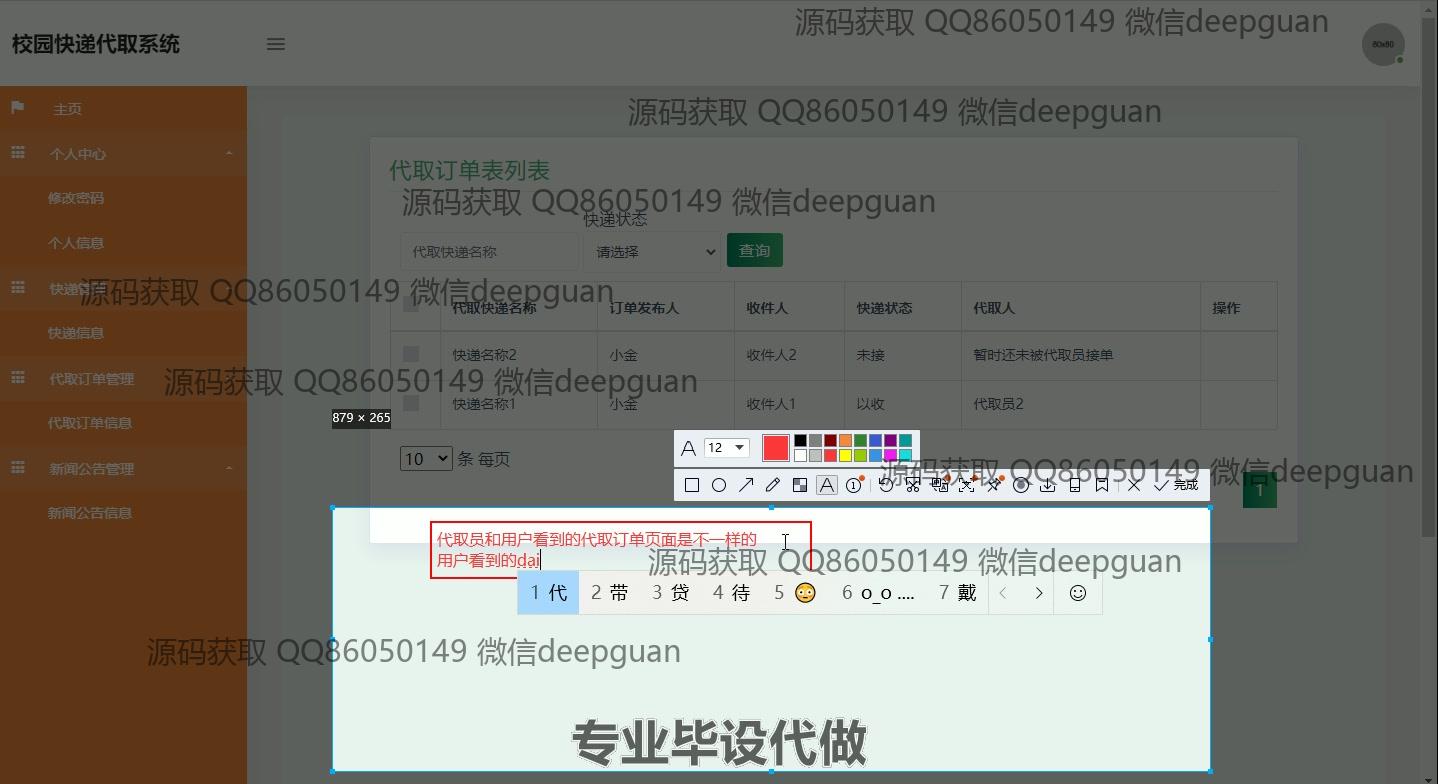 源码获取 QQ86050149 微信deepguan
校园快递代取系统
60x60
主页
源码获取 QQ86050149 微信deepguan
个人中心
代取订单表列表
修改密码
源码获取 QQ86050149 微信deepguan
快递状态
个人信息
代取快递名称 请选择 查询
源码获取 QQ86050149 微信deepguan
代取快递名称 订单发布人 收件人 快递状态 代取人 操作
快递信息
快递名称2 小金 收件人2 未接 暂时还未被代取员接单
代取订单管理
源码获取 QQ86050149 微信deepguan
快递名称1 小金 收件人1 以收 代取员2
879 × 265
代取订单信息
A 12
10 条 每页
新闻公告管理
源码获取 QQ86050149 微信deepguan
A 1 完成
1
新闻公告信息
代取员和用户看到的代取订单页面是不一样的
用户看到的dai
源码获取 QQ86050149 微信deepguan
1 代 2 带 3 贷 4 待 5 😳 6 o_o .... 7 戴
源码获取 QQ86050149 微信deepguan
专业毕设代做